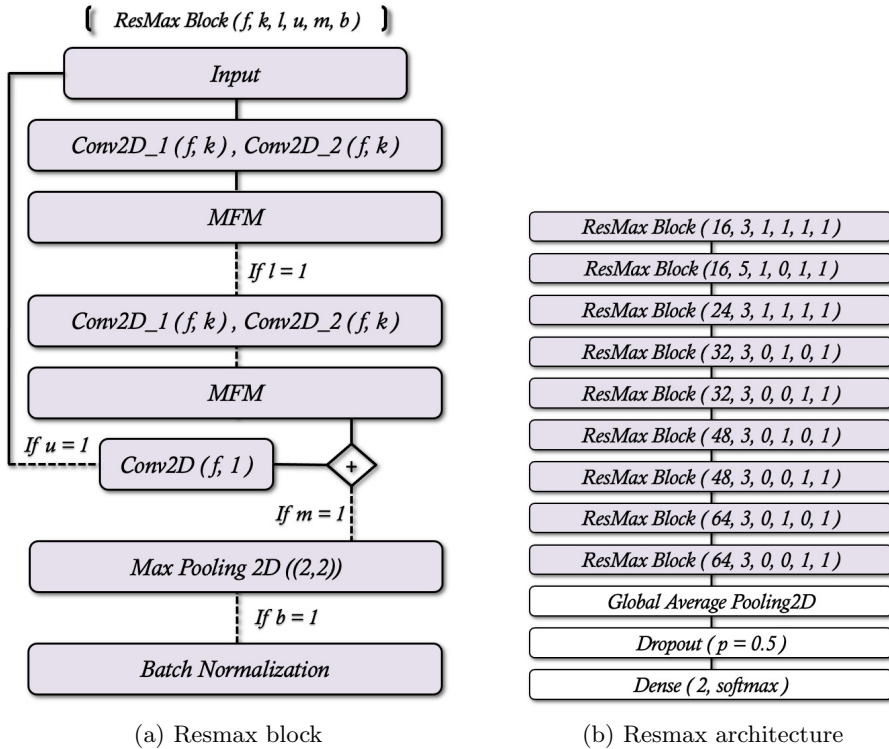 [ ResMax Block ( f, k, l, u, m, b ) ]
Input
Conv2D_1 ( f, k ) , Conv2D_2 ( f, k )
MFM
If l = 1
Conv2D_1 ( f, k ) , Conv2D_2 ( f, k )
MFM
If u = 1
Conv2D ( f, 1 )
+
If m = 1
Max Pooling 2D ((2,2))
If b = 1
Batch Normalization
(a) Resmax block
ResMax Block ( 16, 3, 1, 1, 1, 1 )
ResMax Block (16, 5, 1, 0, 1, 1 )
ResMax Block ( 24, 3, 1, 1, 1, 1 )
ResMax Block ( 32, 3, 0, 1, 0, 1 )
ResMax Block ( 32, 3, 0, 0, 1, 1 )
ResMax Block ( 48, 3, 0, 1, 0, 1 )
ResMax Block ( 48, 3, 0, 0, 1, 1 )
ResMax Block ( 64, 3, 0, 1, 0, 1 )
ResMax Block ( 64, 3, 0, 0, 1, 1 )
Global Average Pooling2D
Dropout ( p = 0.5 )
Dense ( 2, softmax )
(b) Resmax architecture